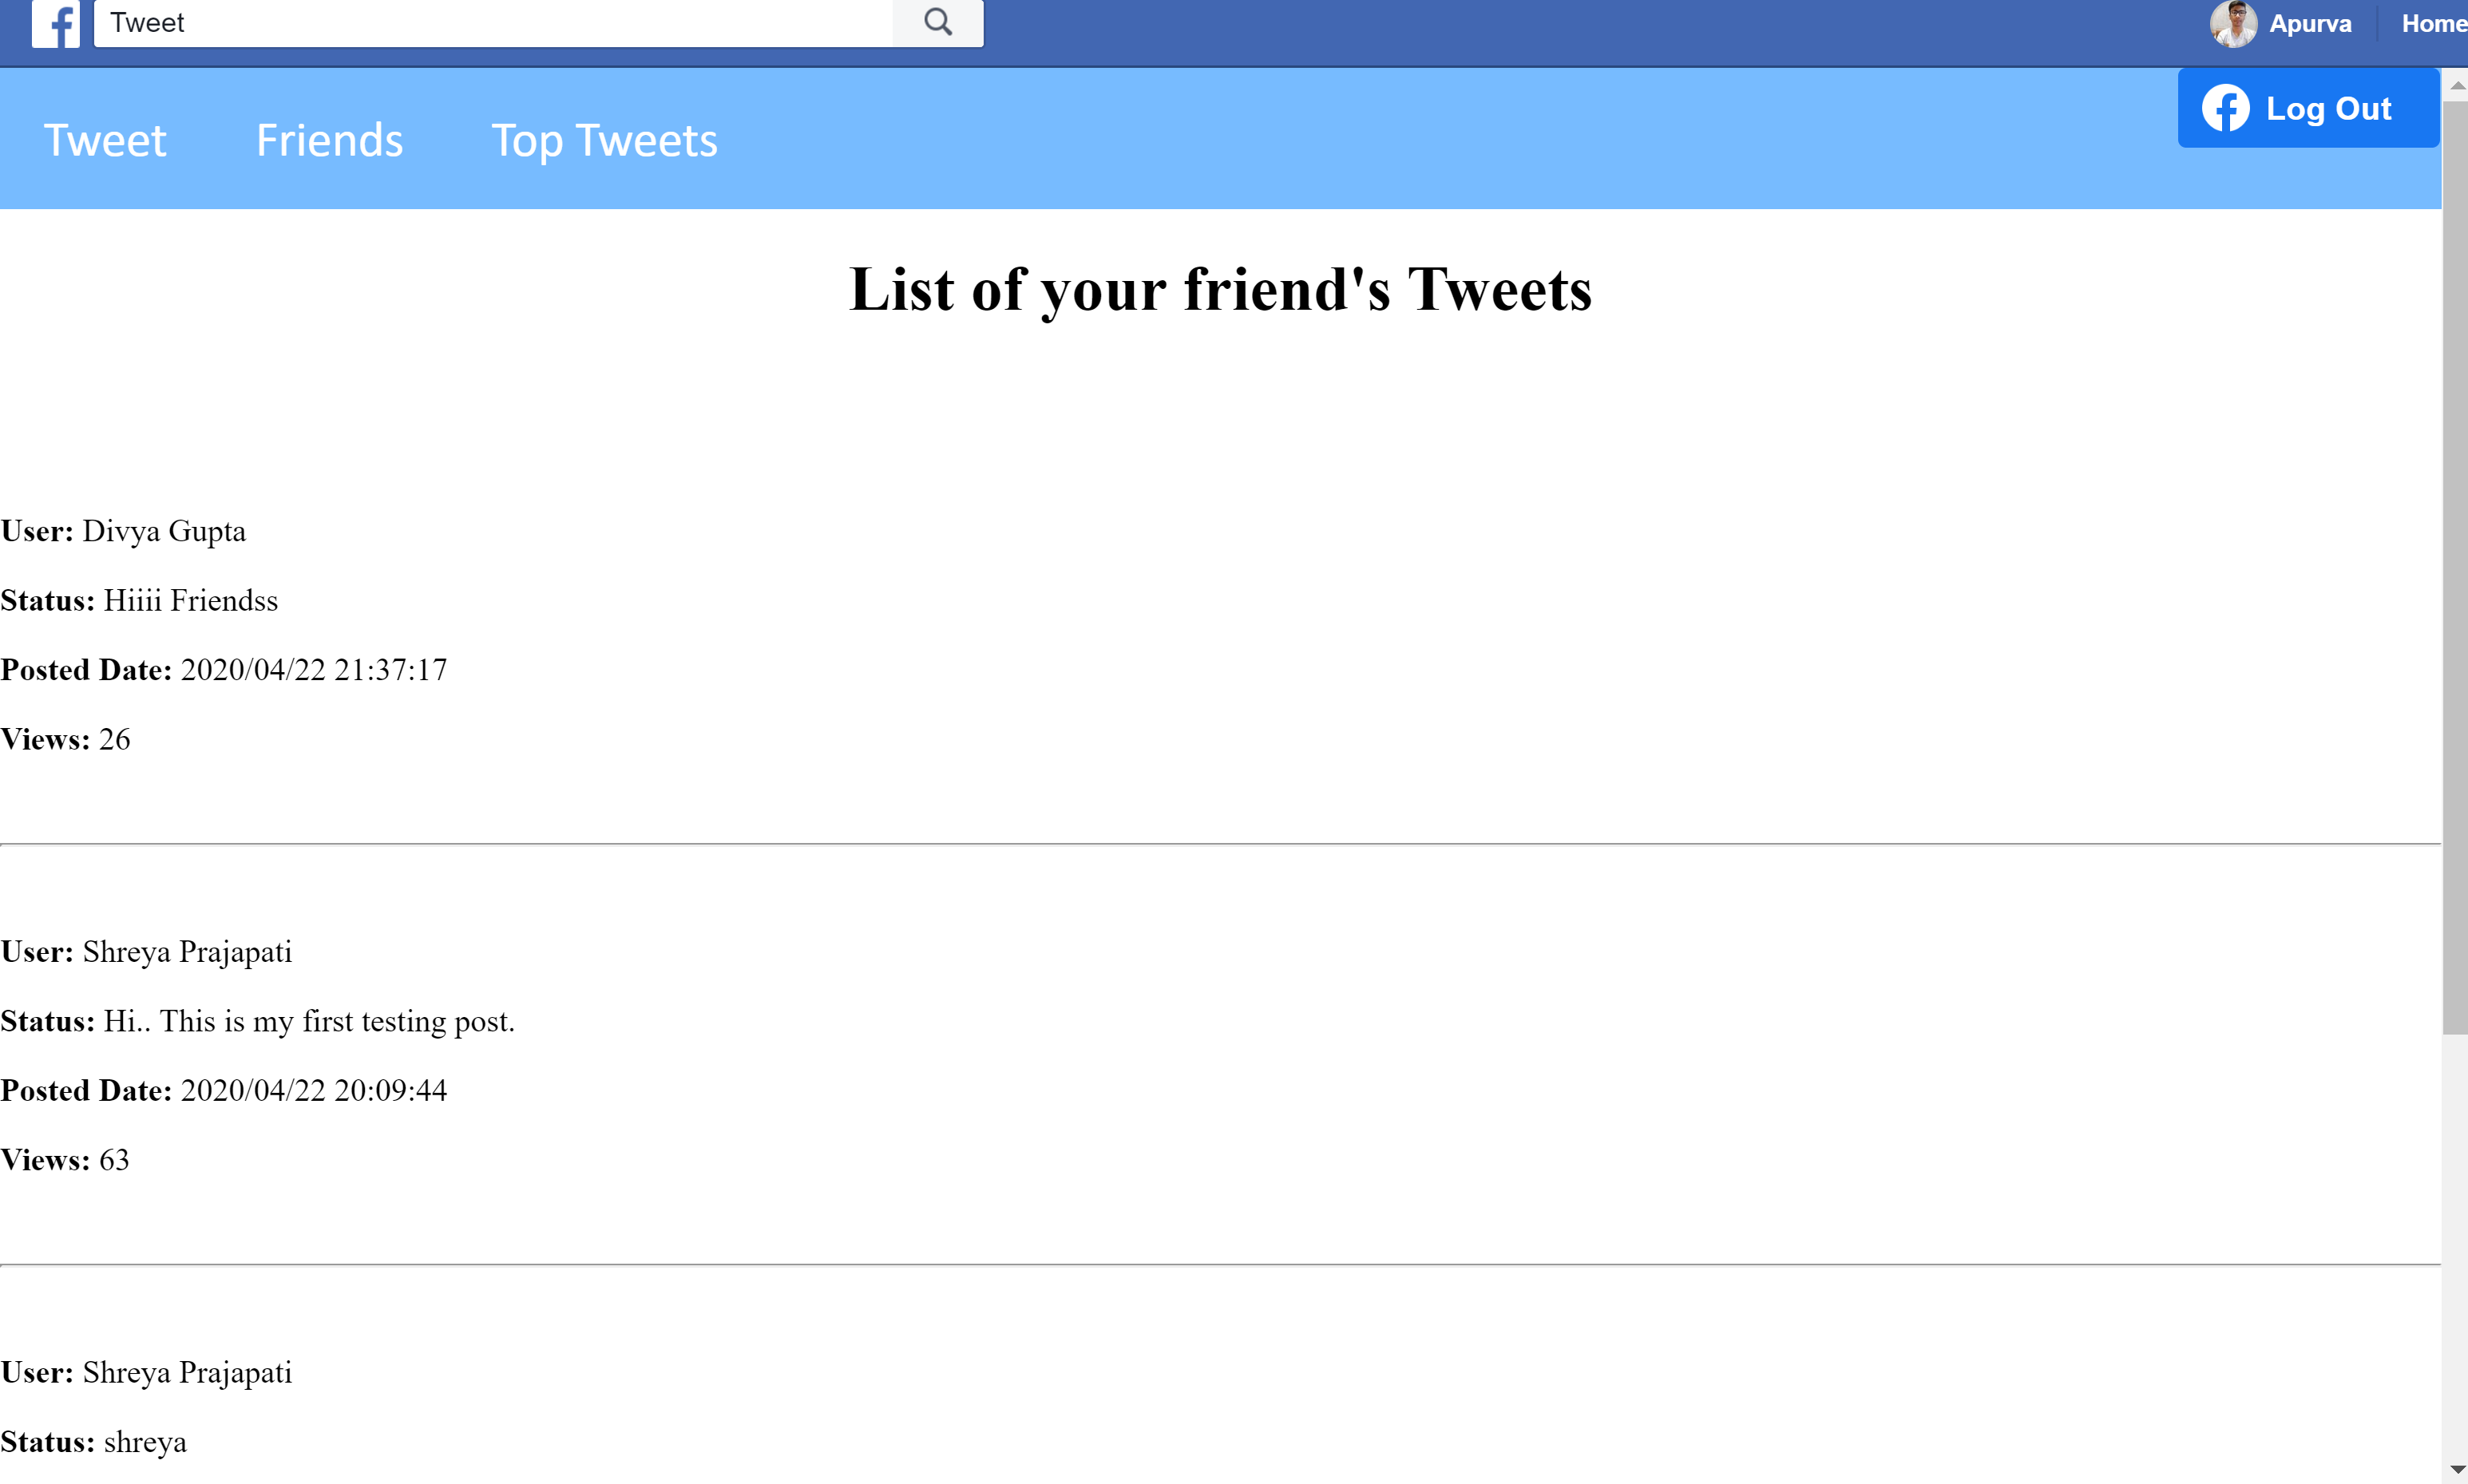 Tweet
Apurva
Home
Tweet
Friends
Top Tweets
Log Out
List of your friend's Tweets
User: Divya Gupta
Status: Hiiii Friendss
Posted Date: 2020/04/22 21:37:17
Views: 26
User: Shreya Prajapati
Status: Hi.. This is my first testing post.
Posted Date: 2020/04/22 20:09:44
Views: 63
User: Shreya Prajapati
Status: shreya